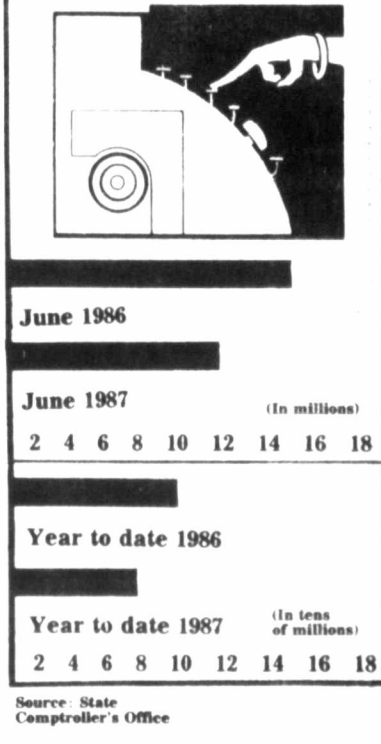 June 1986
June 1987
(In millions)
2 4 6 8 10 12 14 16 18
Year to date 1986
Year to date 1987
(In tens
of millions)
2 4 6 8 10 12 14 16 18
Source: State
Comptroller's Office